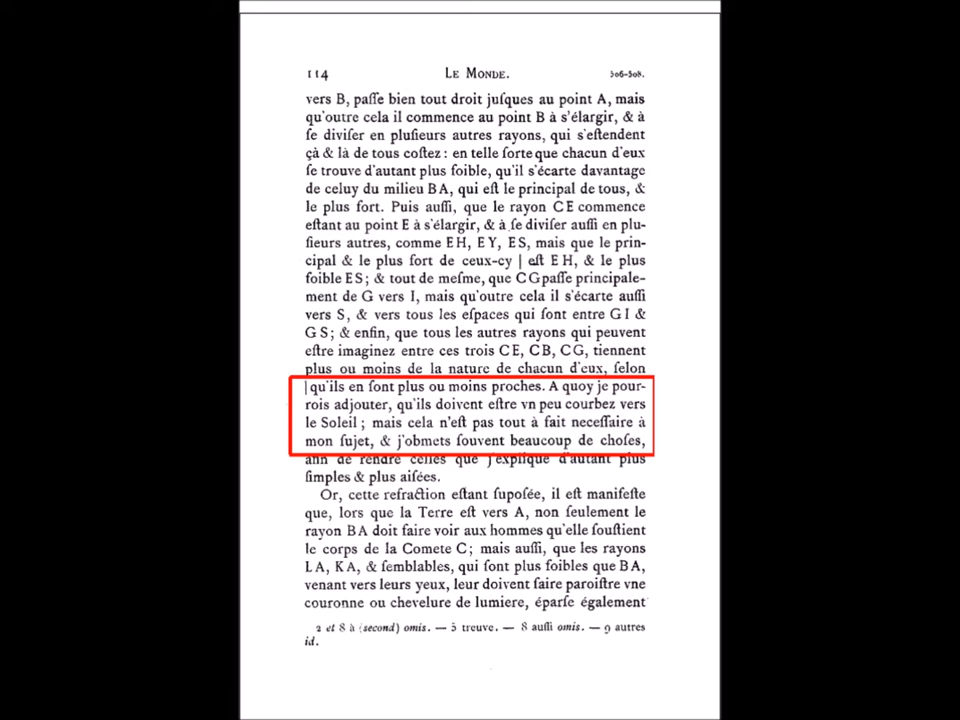 114 LE MONDE. 506-508.
vers B, paſſe bien tout droit juſques au point A, mais
qu'outre cela il commence au point B à s'élargir, & à
ſe diviſer en pluſieurs autres rayons, qui s'eſtendent
çà & là de tous coſtez : en telle ſorte que chacun d'eux
ſe trouve d'autant plus foible, qu'il s'écarte davantage
de celuy du milieu BA, qui eſt le principal de tous, &
le plus fort. Puis auſſi, que le rayon CE commence
eſtant au point E à s'élargir, & à ſe diviſer auſſi en plu-
ſieurs autres, comme EH, EY, ES, mais que le prin-
cipal & le plus fort de ceux-cy | eſt EH, & le plus
foible ES ; & tout de meſme, que CG paſſe principale-
ment de G vers I, mais qu'outre cela il s'écarte auſſi
vers S, & vers tous les eſpaces qui ſont entre GI &
GS ; & enfin, que tous les autres rayons qui peuvent
eſtre imaginez entre ces trois CE, CB, CG, tiennent
plus ou moins de la nature de chacun d'eux, ſelon
| qu'ils en ſont plus ou moins proches. A quoy je pour-
rois adjouter, qu'ils doivent eſtre vn peu courbez vers
le Soleil ; mais cela n'eſt pas tout à fait neceſſaire à
mon ſujet, & j'obmets ſouvent beaucoup de choſes,
afin de rendre celles que j'explique d'autant plus
ſimples & plus aiſées.
Or, cette refraction eſtant ſupoſée, il eſt manifeſte
que, lors que la Terre eſt vers A, non ſeulement le
rayon BA doit faire voir aux hommes qu'elle ſouſtient
le corps de la Comete C ; mais auſſi, que les rayons
LA, KA, & ſemblables, qui ſont plus foibles que BA,
venant vers leurs yeux, leur doivent faire paroiſtre vne
couronne ou chevelure de lumiere, éparſe également
2 et 8 à (second) omis. — 5 treuve. — 8 auſſi omis. — 9 autres
id.